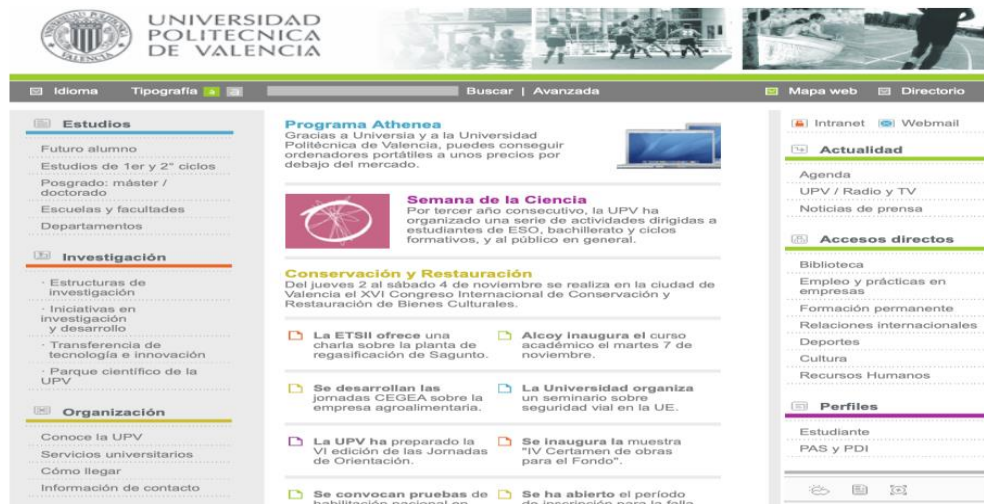 UNIVERSIDAD
POLITECNICA
DE VALENCIA
Idioma Tipografía a a Buscar | Avanzada Mapa web Directorio
Estudios
Futuro alumno
Estudios de 1er y 2º ciclos
Posgrado: máster /
doctorado
Escuelas y facultades
Departamentos
Investigación
· Estructuras de
investigación
· Iniciativas en
investigación
y desarrollo
· Transferencia de
tecnología e innovación
· Parque científico de la
UPV
Organización
Conoce la UPV
Servicios universitarios
Cómo llegar
Información de contacto
Programa Athenea
Gracias a Universia y a la Universidad
Politécnica de Valencia, puedes conseguir
ordenadores portátiles a unos precios por
debajo del mercado.
Semana de la Ciencia
Por tercer año consecutivo, la UPV ha
organizado una serie de actividades dirigidas a
estudiantes de ESO, bachillerato y ciclos
formativos, y al público en general.
Conservación y Restauración
Del jueves 2 al sábado 4 de noviembre se realiza en la ciudad de
Valencia el XVI Congreso Internacional de Conservación y
Restauración de Bienes Culturales.
La ETSII ofrece una
charla sobre la planta de
regasificación de Sagunto.
Alcoy inaugura el curso
académico el martes 7 de
noviembre.
Se desarrollan las
jornadas CEGEA sobre la
empresa agroalimentaria.
La Universidad organiza
un seminario sobre
seguridad vial en la UE.
La UPV ha preparado la
VI edición de las Jornadas
de Orientación.
Se inaugura la muestra
"IV Certamen de obras
para el Fondo".
Se convocan pruebas de
habilitación nacional en
Se ha abierto el período
de inscripción para la falla
Intranet Webmail
Actualidad
Agenda
UPV / Radio y TV
Noticias de prensa
Accesos directos
Biblioteca
Empleo y prácticas en
empresas
Formación permanente
Relaciones internacionales
Deportes
Cultura
Recursos Humanos
Perfiles
Estudiante
PAS y PDI